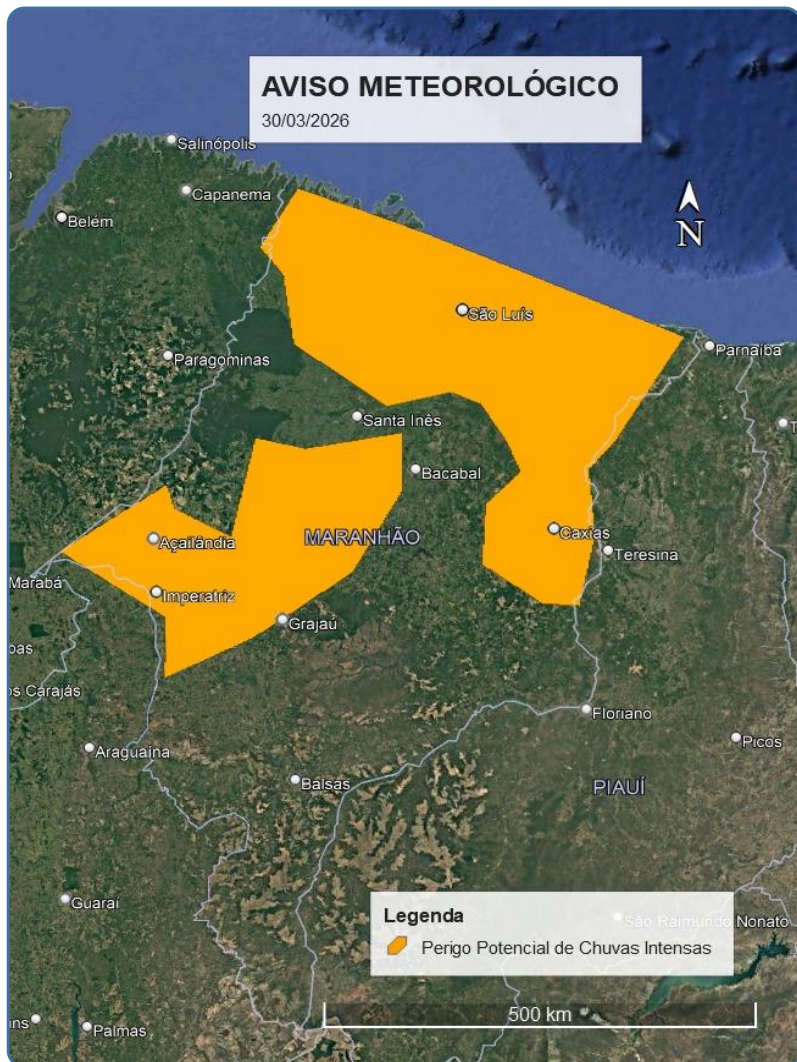 AVISO METEOROLÓGICO
30/03/2026
Salinópolis
Capanema
Belém
N
São Luís
Parnaíba
Paragominas
Santa Inês
Bacabal
Açailândia
MARANHÃO
Caxias
Teresina
Marabá
Imperatriz
Grajaú
os Carajás
Floriano
Araguaína
Picos
Balsas
PIAUÍ
Guaraí
Legenda
São Raimundo Nonato
Perigo Potencial de Chuvas Intensas
500 km
Palmas